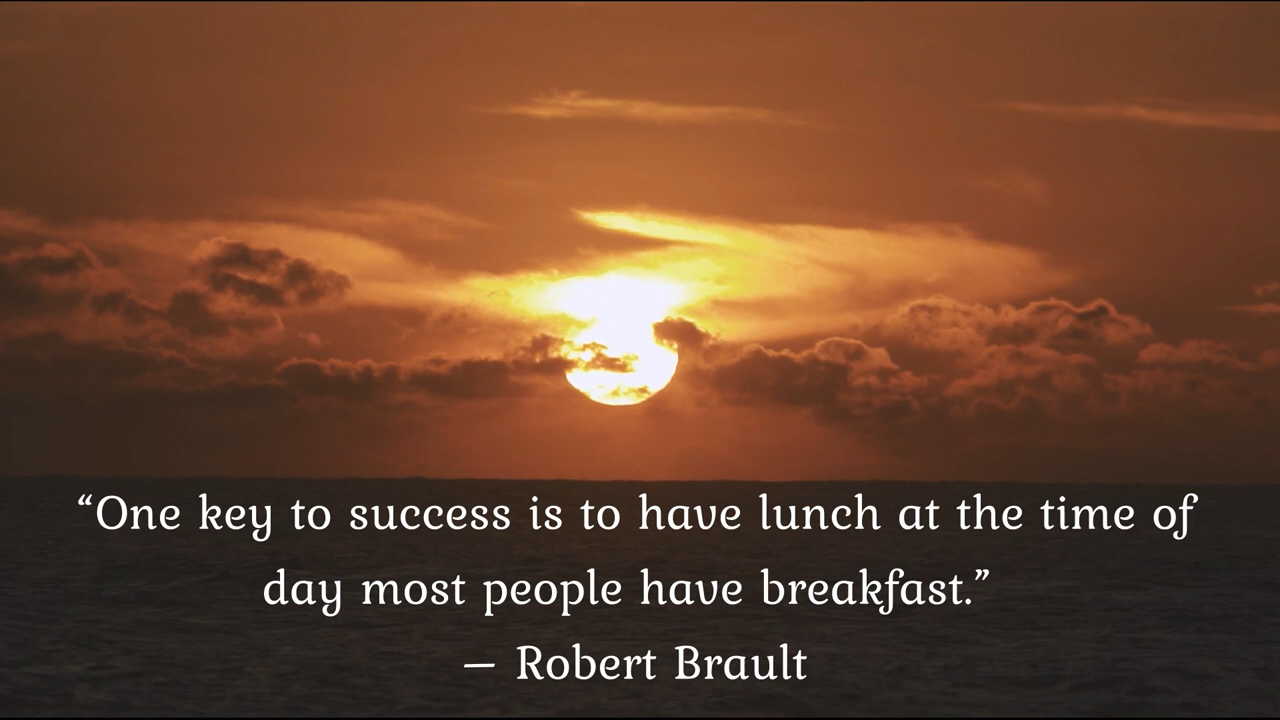 “One key to success is to have lunch at the time of
day most people have breakfast.”
— Robert Brault